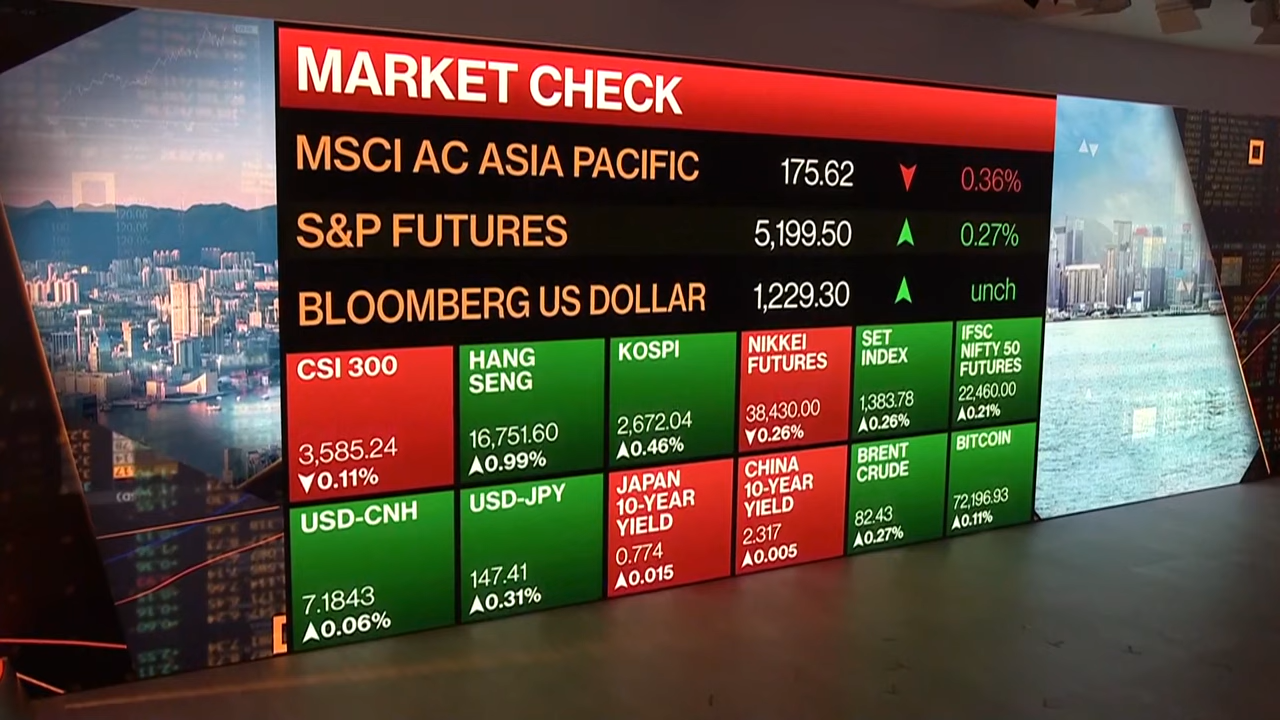 MARKET CHECK
MSCI AC ASIA PACIFIC 175.62 ▼ 0.36%
S&P FUTURES 5,199.50 ▲ 0.27%
BLOOMBERG US DOLLAR 1,229.30 ▲ unch
CSI 300
3,585.24
▼0.11%
HANG
SENG
16,751.60
▲0.99%
KOSPI
2,672.04
▲0.46%
NIKKEI
FUTURES
38,430.00
▼0.26%
SET
INDEX
1,383.78
▲0.26%
IFSC
NIFTY 50
FUTURES
22,460.00
▲0.21%
USD-CNH
7.1843
▲0.06%
USD-JPY
147.41
▲0.31%
JAPAN
10-YEAR
YIELD
0.774
▲0.015
CHINA
10-YEAR
YIELD
2.317
▲0.005
BRENT
CRUDE
82.43
▲0.27%
BITCOIN
72,196.93
▲0.11%